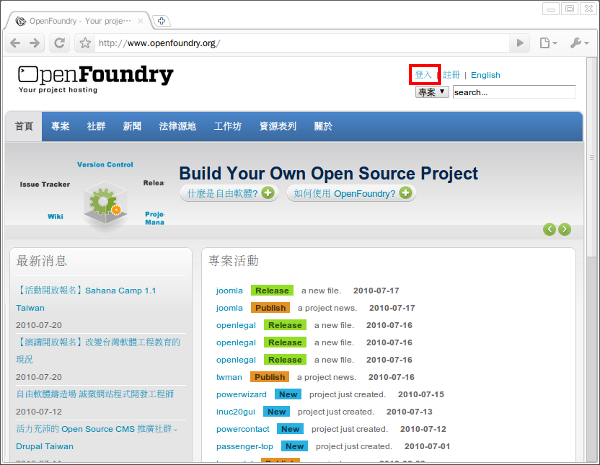 OpenFoundry - Your proje…
http://www.openfoundry.org/
OpenFoundry
Your project hosting
登入 | 註冊 | English
專案 search...
首頁 專案 社群 新聞 法律源地 工作坊 資源表列 關於
Version Control
Issue Tracker
Relea
Wiki
Proje
Mana
Build Your Own Open Source Project
什麼是自由軟體?
如何使用 OpenFoundry?
最新消息
【活動開放報名】Sahana Camp 1.1
Taiwan
2010-07-20
【演講開放報名】改變台灣軟體工程教育的
現況
2010-07-20
自由軟體鑄造場 誠徵網站程式開發工程師
2010-07-12
活力充沛的 Open Source CMS 推廣社群 -
Drupal Taiwan
專案活動
joomla Release a new file. 2010-07-17
joomla Publish a project news. 2010-07-17
openlegal Release a new file. 2010-07-16
openlegal Release a new file. 2010-07-16
openlegal Release a new file. 2010-07-16
twman Publish a project news. 2010-07-16
powerwizard New project just created. 2010-07-15
inuc20gui New project just created. 2010-07-13
powercontact New project just created. 2010-07-12
passenger-top New project just created. 2010-07-01